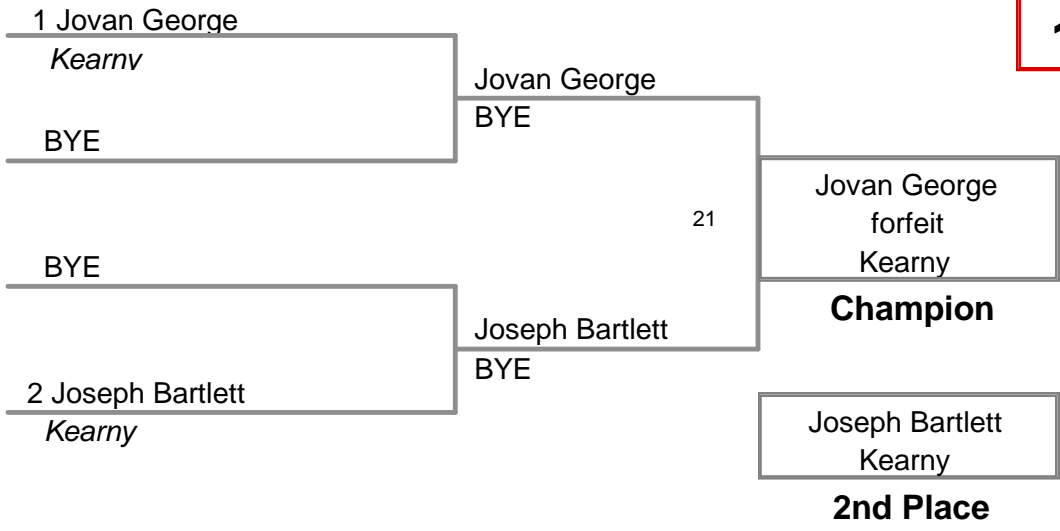 1 Jovan George
Kearny
Jovan George
BYE
BYE
21
Jovan George
forfeit
Kearny
Champion
BYE
Joseph Bartlett
BYE
2 Joseph Bartlett
Kearny
Joseph Bartlett
Kearny
2nd Place